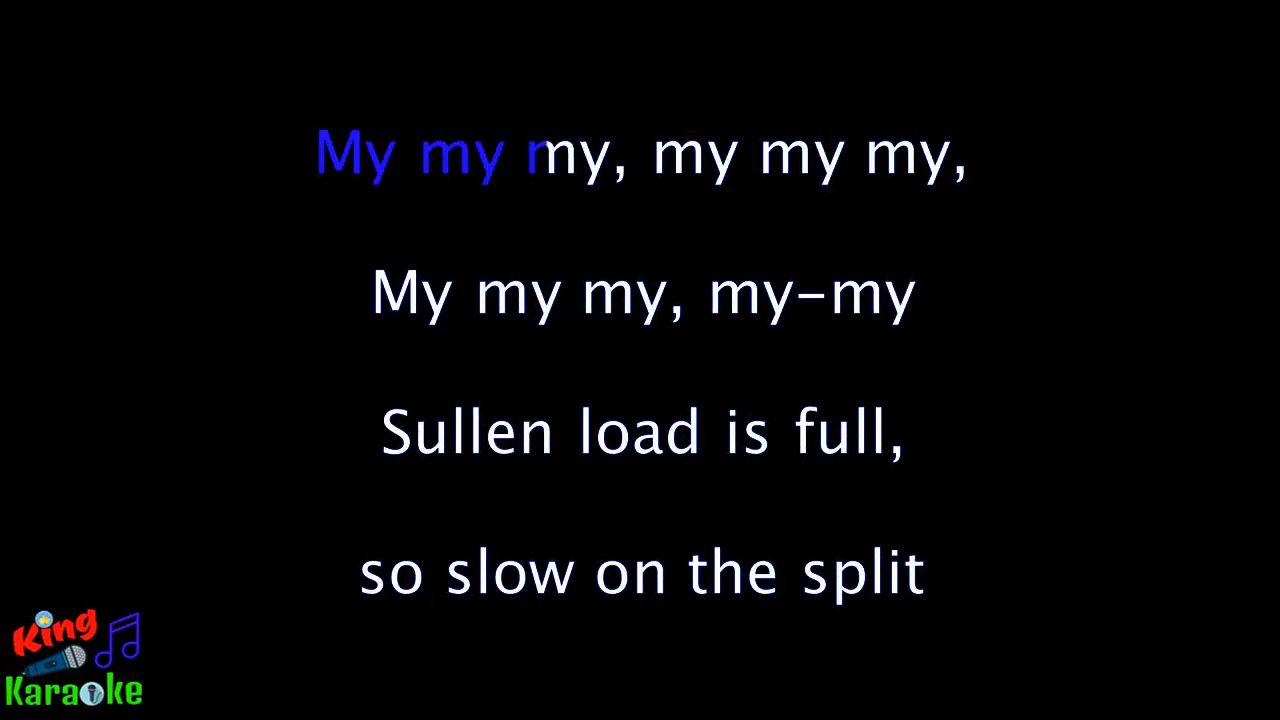 My my my, my my my,
My my my, my-my
Sullen load is full,
so slow on the split
King
Karaoke